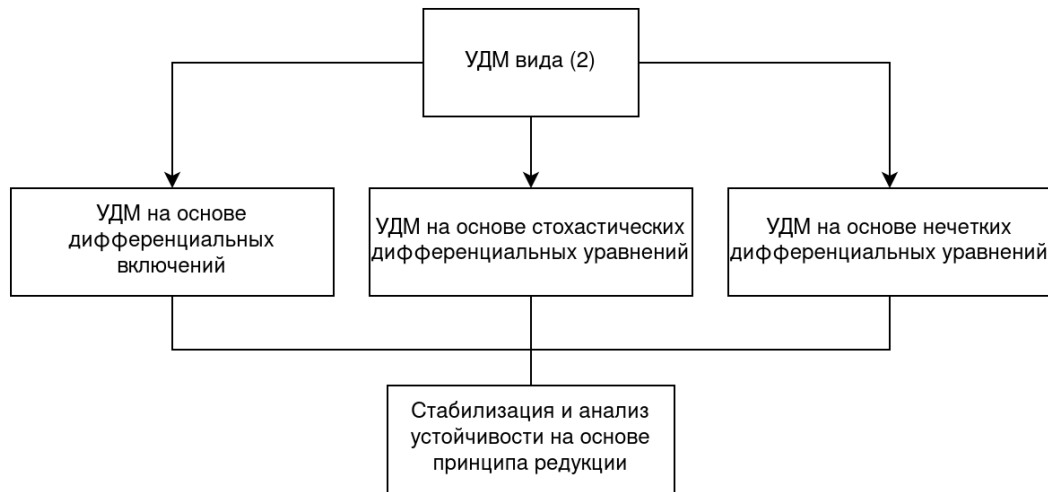 УДМ вида (2)
УДМ на основе
дифференциальных
включений
УДМ на основе стохастических
дифференциальных уравнений
УДМ на основе нечетких
дифференциальных уравнений
Стабилизация и анализ
устойчивости на основе
принципа редукции